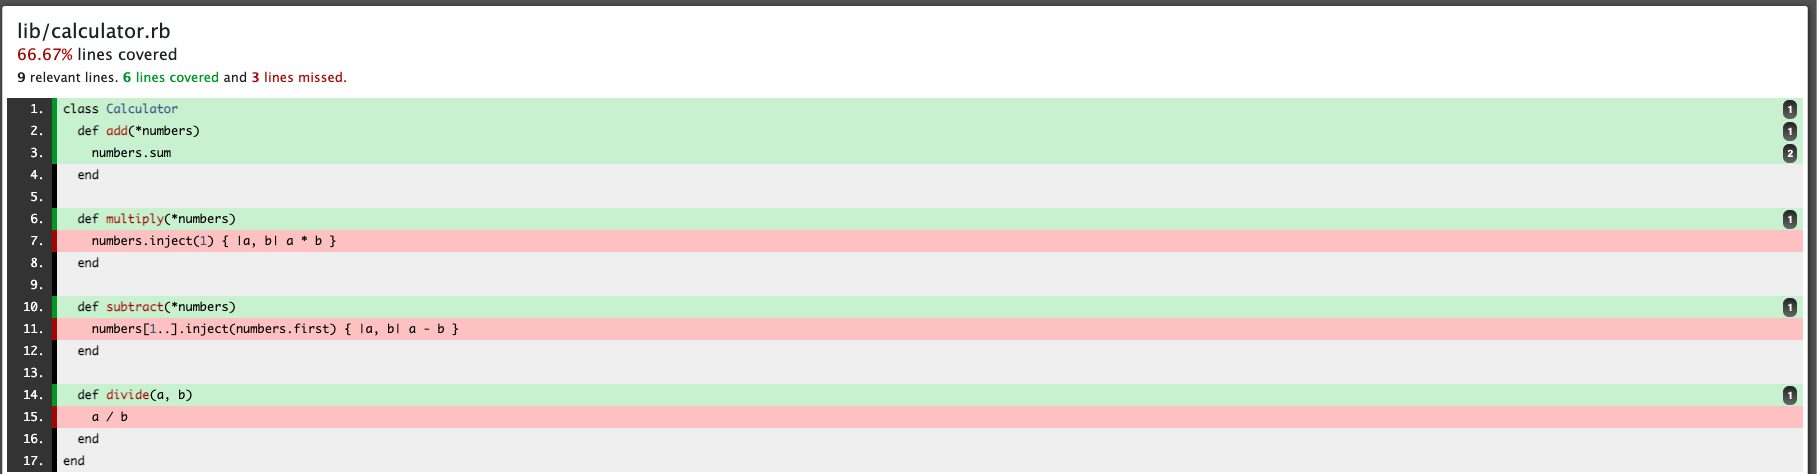 lib/calculator.rb
66.67% lines covered
9 relevant lines. 6 lines covered and 3 lines missed.
1. class Calculator 1
2. def add(*numbers) 1
3. numbers.sum 2
4. end
5.
6. def multiply(*numbers) 1
7. numbers.inject(1) { |a, b| a * b }
8. end
9.
10. def subtract(*numbers) 1
11. numbers[1..].inject(numbers.first) { |a, b| a - b }
12. end
13.
14. def divide(a, b) 1
15. a / b
16. end
17. end